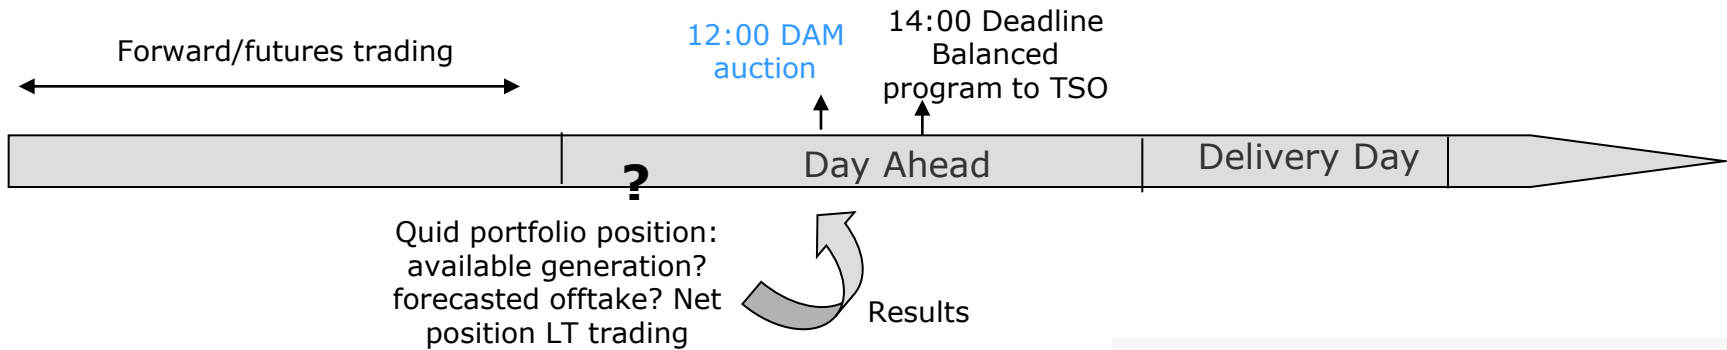 Forward/futures trading
12:00 DAM
auction
14:00 Deadline
Balanced
program to TSO
?
Day Ahead
Delivery Day
Quid portfolio position:
available generation?
forecasted offtake? Net
position LT trading
Results